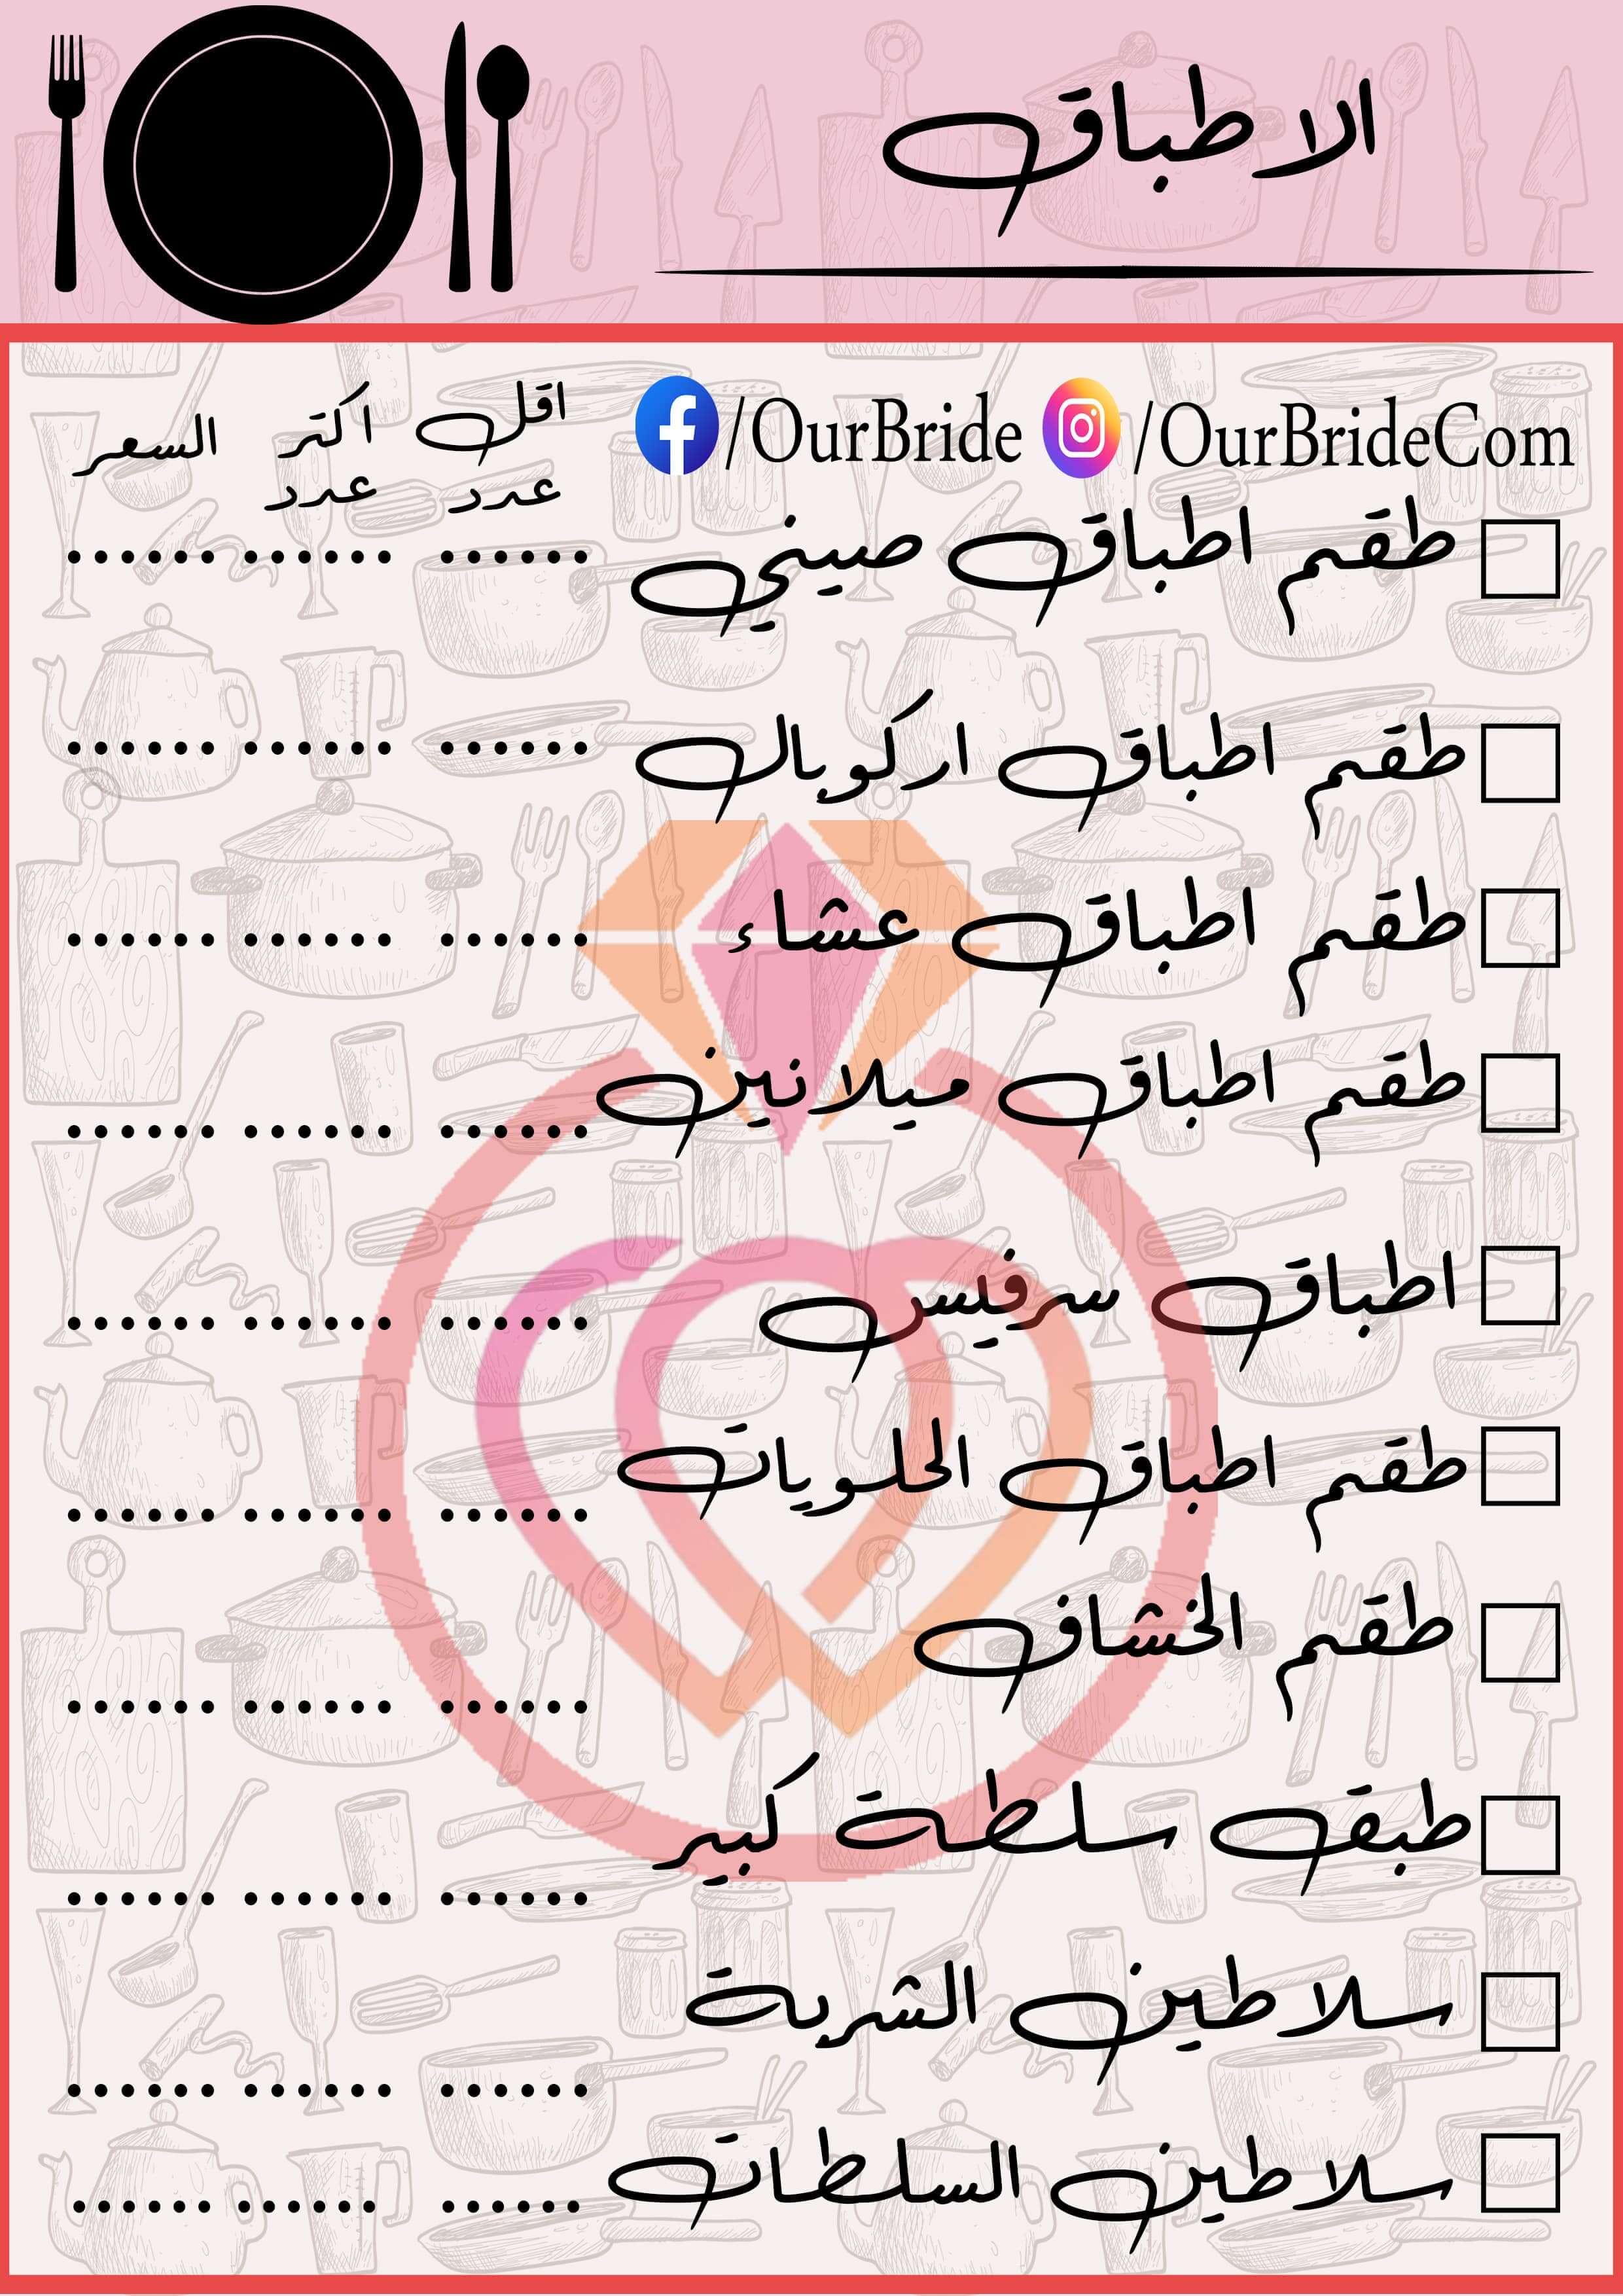 الاطباق
/OurBrideCom /OurBride اقل اكتر السعر
عدد عدد
طقم اطباق صيني ...... ...... ......
طقم اطباق اركوباك ...... ...... ......
طقم اطباق عشاء ...... ...... ......
طقم اطباق ميلانين ...... ...... ......
اطباق سرفيس ...... ...... ......
طقم اطباق الحلويات ...... ...... ......
طقم الخشاف ...... ...... ......
طبق سلطة كبير ...... ...... ......
سلاطين الشربة ...... ...... ......
سلاطين السلطات ...... ...... ......